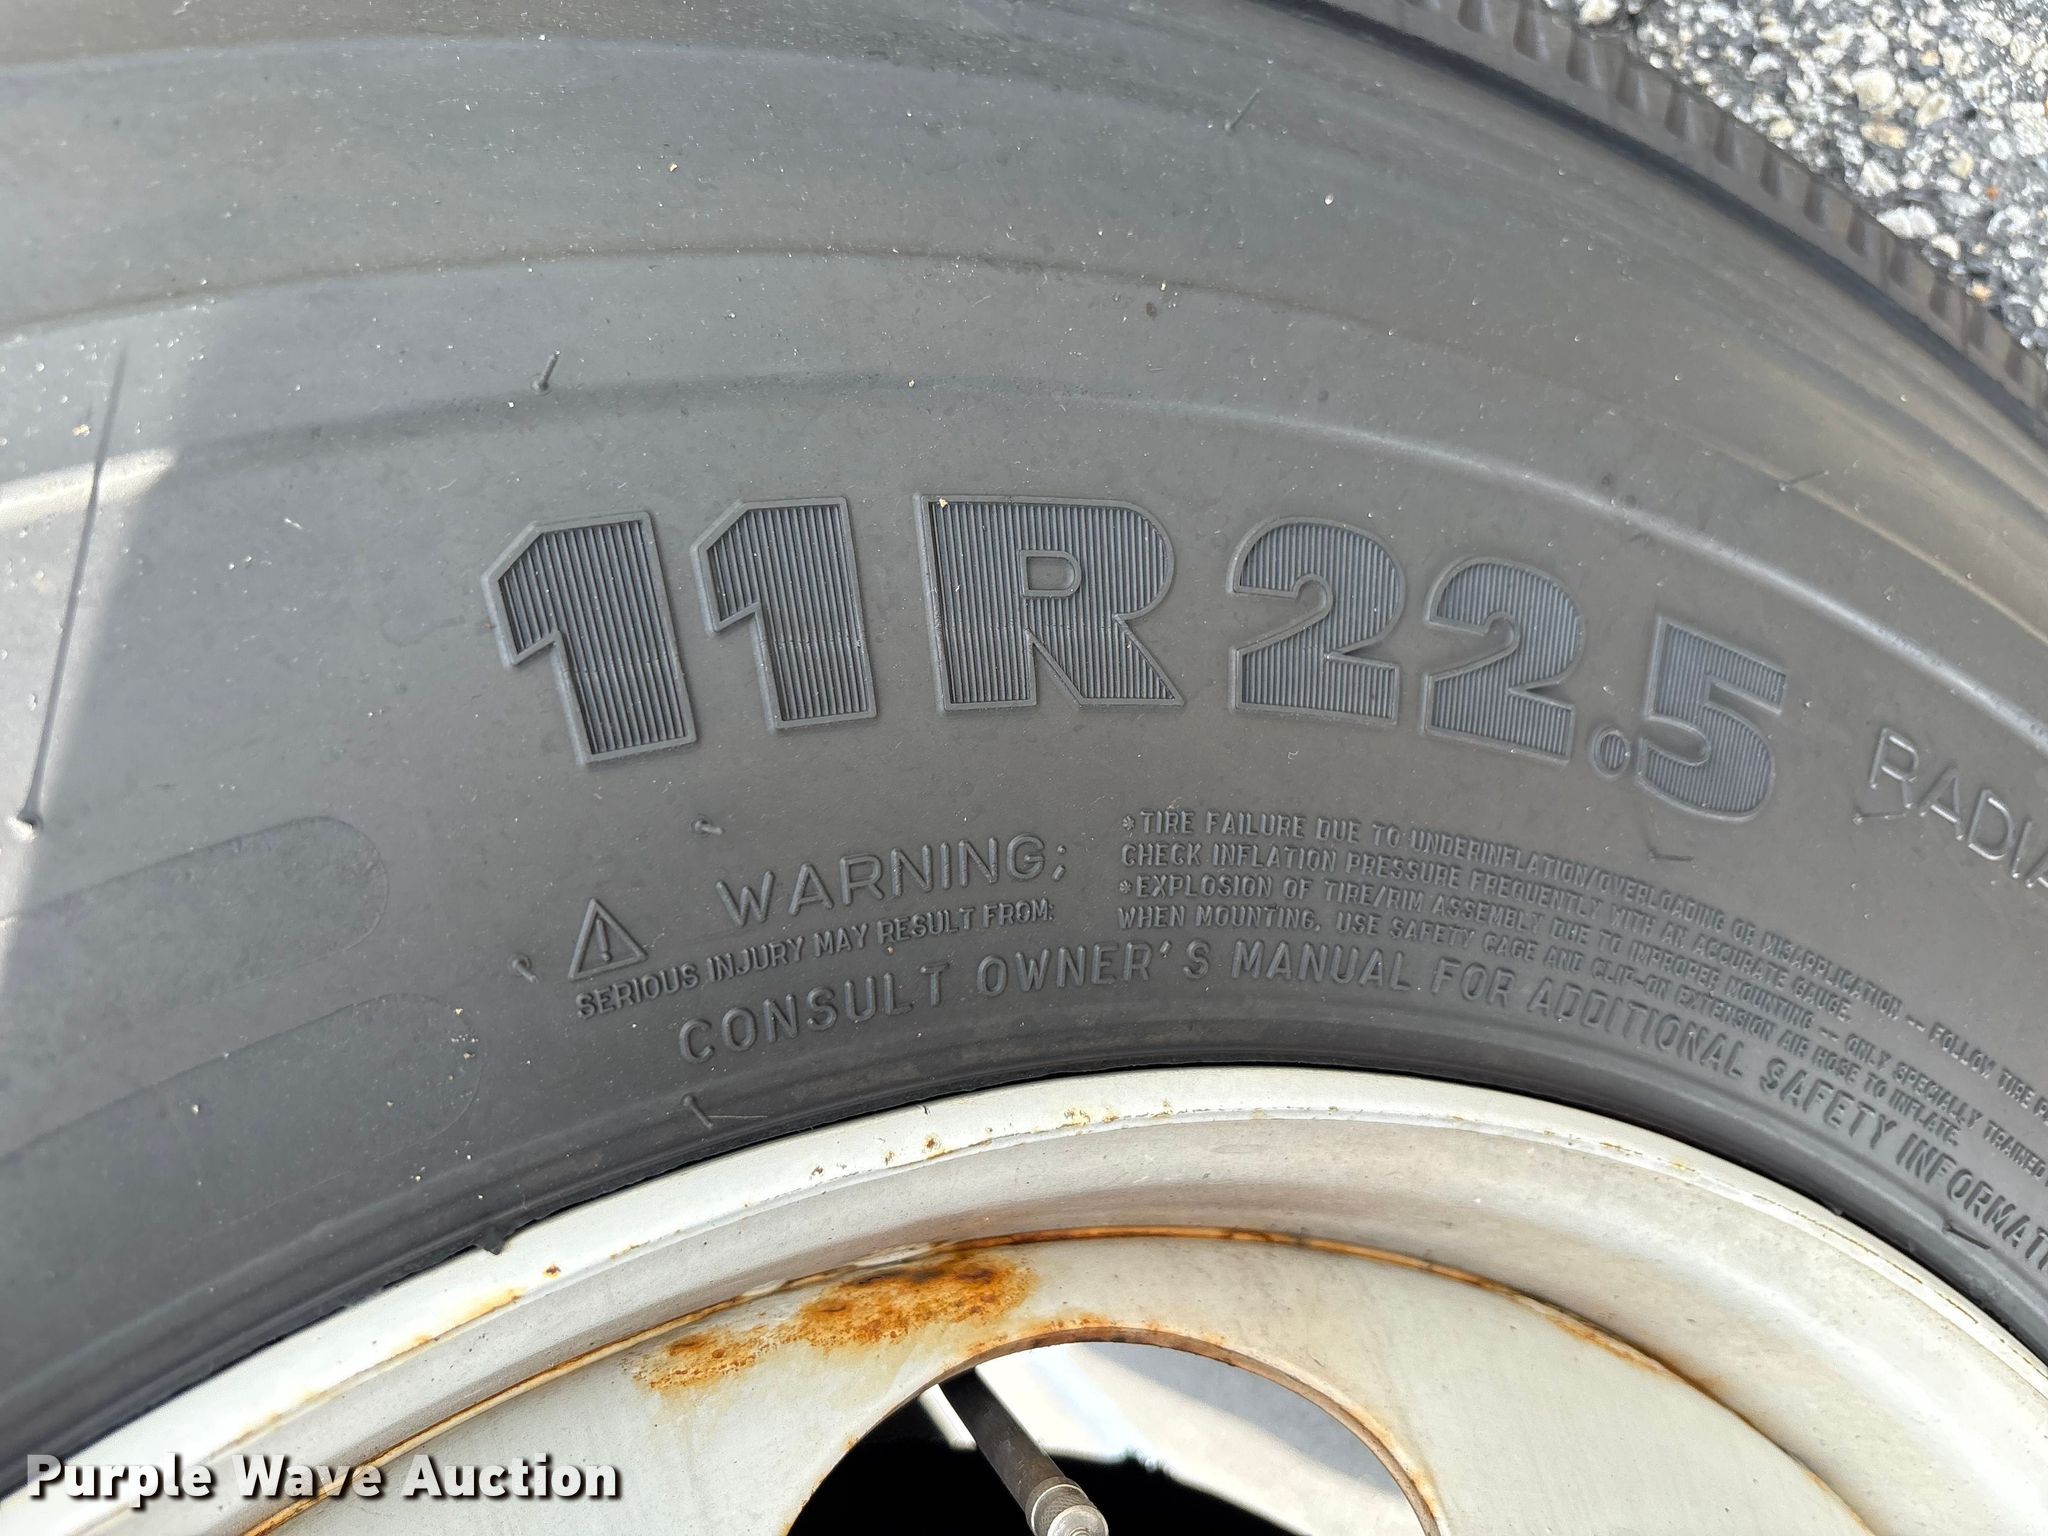 11R22.5
RADIA
WARNING;
SERIOUS INJURY MAY RESULT FROM:
*TIRE FAILURE DUE TO UNDERINFLATION/OVERLOADING OR MISAPPLICATION — FOLLOW TIRE
CHECK INFLATION PRESSURE FREQUENTLY WITH AN ACCURATE GAUGE.
*EXPLOSION OF TIRE/RIM ASSEMBLY DUE TO IMPROPER MOUNTING — ONLY SPECIALLY TRAINED
WHEN MOUNTING, USE SAFETY CAGE AND CLIP-ON EXTENSION AIR HOSE TO INFLATE.
CONSULT OWNER'S MANUAL FOR ADDITIONAL SAFETY INFORMAT
Purple Wave Auction